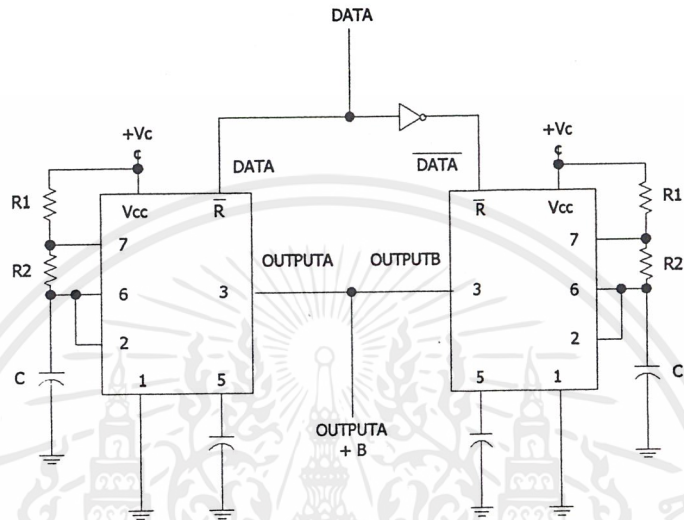 DATA
+Vc
c
+Vc
c
DATA
DATA
R1
Vcc
R
R
Vcc
R1
7
7
R2
R2
OUTPUTA
OUTPUTB
6
3
3
6
2
2
C
1
5
5
1
C
OUTPUTA
+ B